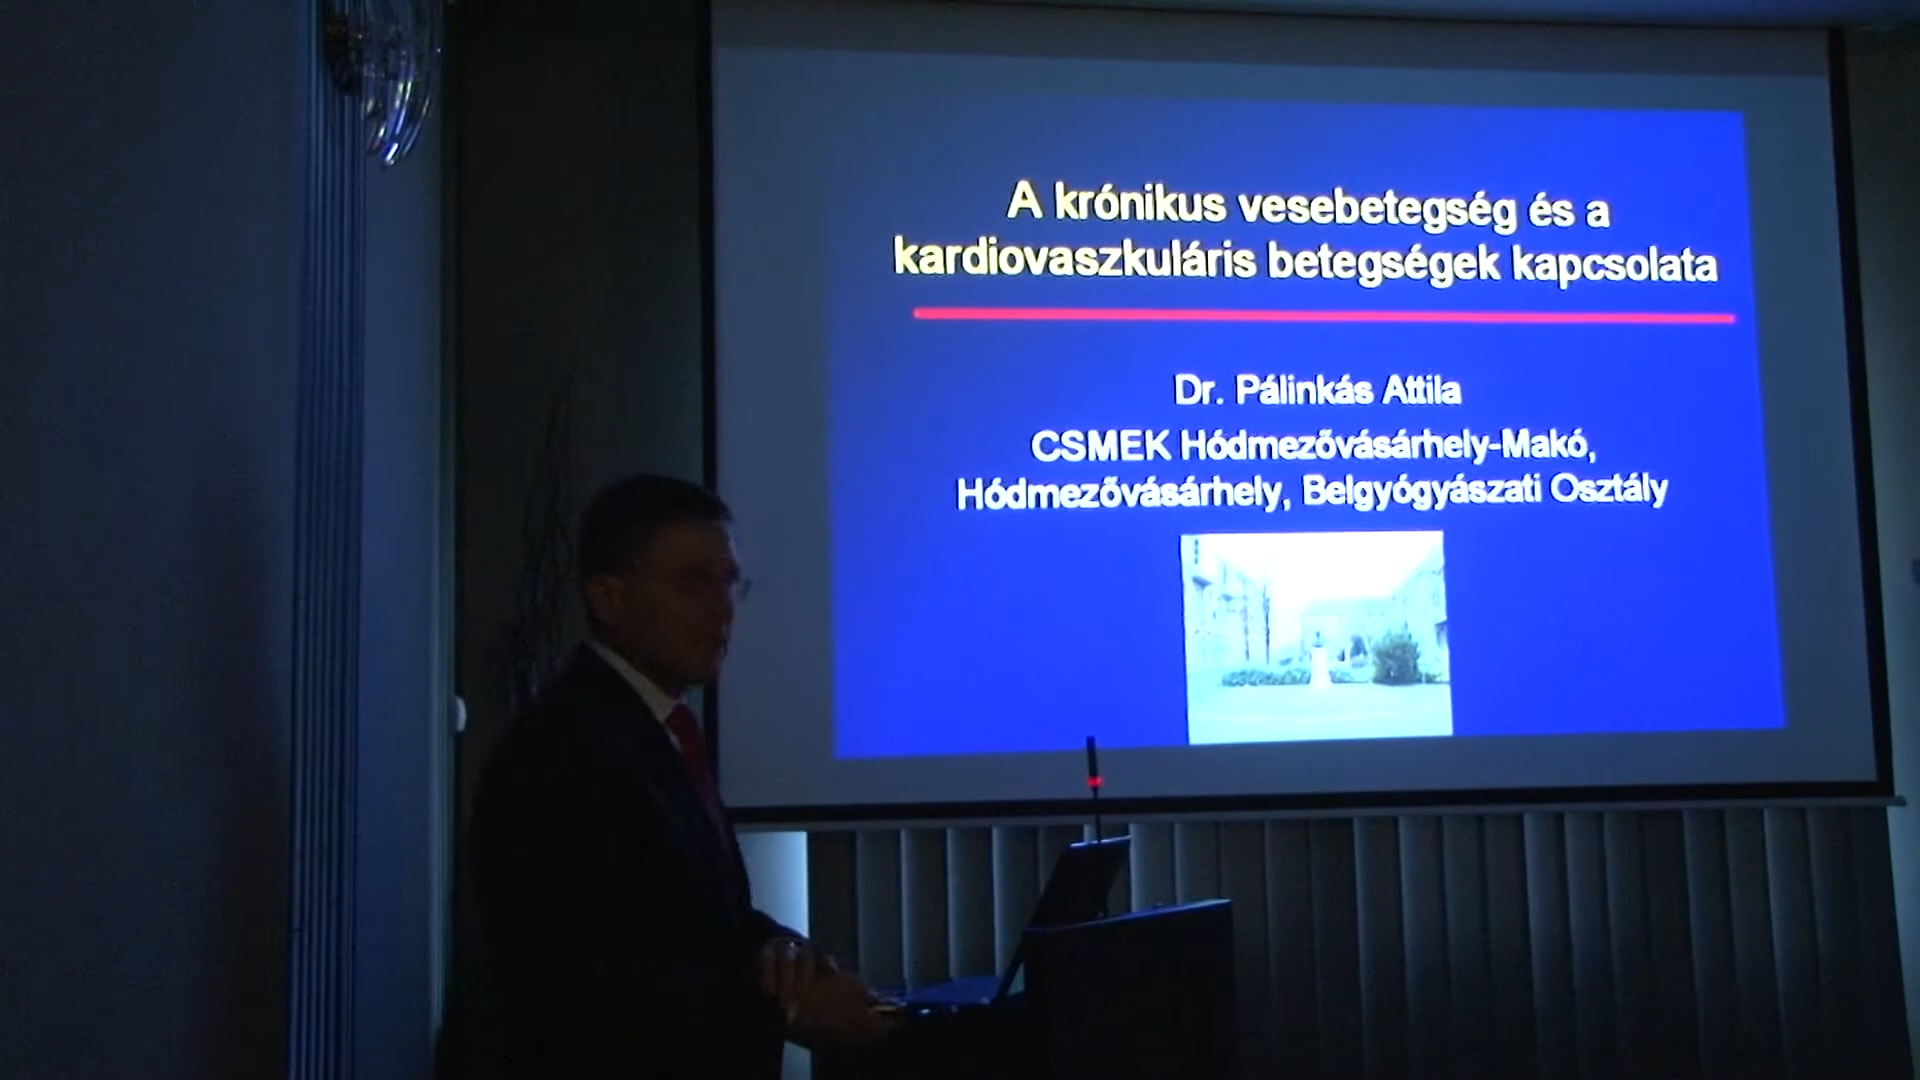 A krónikus vesebetegség és a
kardiovaszkuláris betegségek kapcsolata
Dr. Pálinkás Attila
CSMEK Hódmezővásárhely-Makó,
Hódmezővásárhely, Belgyógyászati Osztály